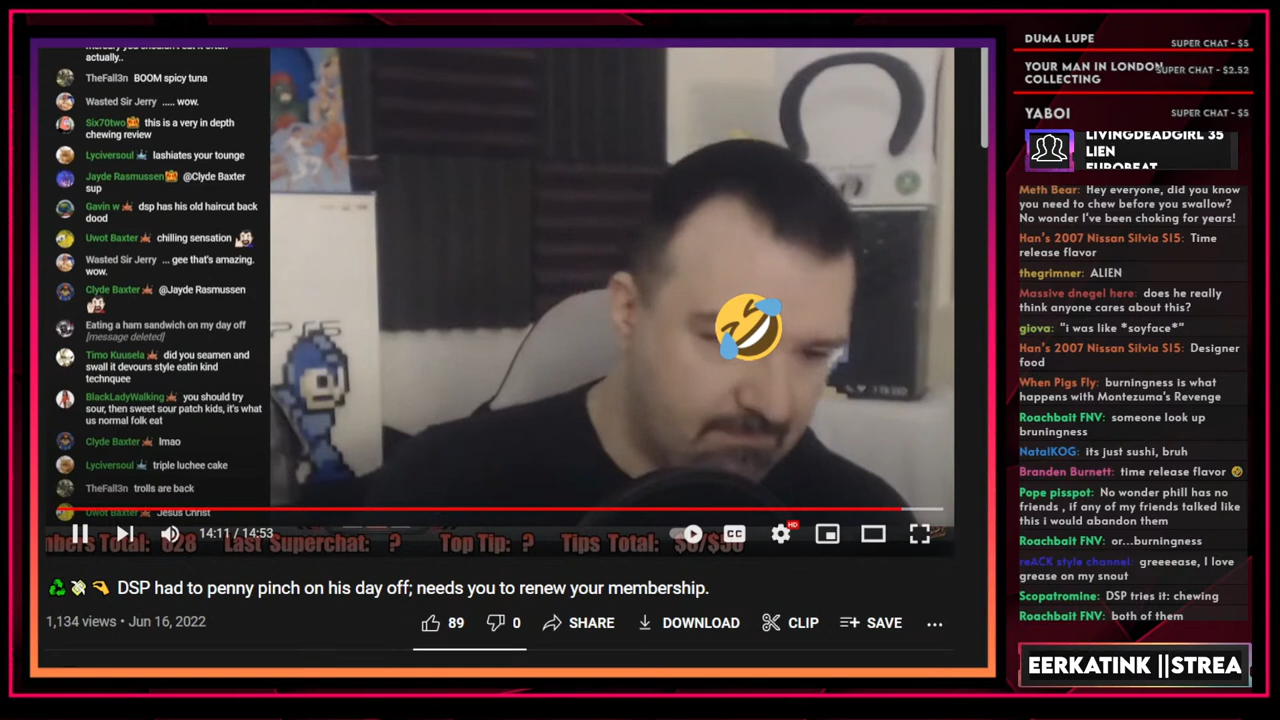 actually..
TheFall3n BOOM spicy tuna
Wasted Sir Jerry ..... wow.
Six70two this is a very in depth
chewing review
Lyciversoul lashiates your tounge
Jayde Rasmussen @Clyde Baxter
sup
Gavin w dsp has his old haircut back
dood
Uwot Baxter chilling sensation
Wasted Sir Jerry ... gee that's amazing.
wow.
Clyde Baxter @Jayde Rasmussen
Eating a ham sandwich on my day off
[message deleted]
Timo Kuusela did you seamen and
swall it devours style eatin kind
technquee
BlackLadyWalking you should try
sour, then sweet sour patch kids, it's what
us normal folk eat
Clyde Baxter lmao
Lyciversoul triple luchee cake
TheFall3n trolls are back
Uwot Baxter Jesus Christ
14:11 / 14:53
CC
HD
mbers Total: 628 Last Superchat: ? Top Tip: ? Tips Total: $0/$50
DSP had to penny pinch on his day off; needs you to renew your membership.
1,134 views • Jun 16, 2022
89
0
SHARE
DOWNLOAD
CLIP
SAVE
DUMA LUPE SUPER CHAT - $5
YOUR MAN IN LONDON SUPER CHAT - $2.52
COLLECTING
YABOI SUPER CHAT - $5
LIVINGDEADGIRL 35
LIEN
EUROBEAT
Meth Bear: Hey everyone, did you know
you need to chew before you swallow?
No wonder I've been choking for years!
Han's 2007 Nissan Silvia S15: Time
release flavor
thegrimner: ALIEN
Massive dnegel here: does he really
think anyone cares about this?
giova: "i was like *soyface*"
Han's 2007 Nissan Silvia S15: Designer
food
When Pigs Fly: burningness is what
happens with Montezuma's Revenge
Roachbait FNV: someone look up
bruningness
NatalKOG: its just sushi, bruh
Branden Burnett: time release flavor 🤣
Pope pisspot: No wonder phill has no
friends , if any of my friends talked like
this i would abandon them
Roachbait FNV: or...burningness
reACK style channel: greeeease, I love
grease on my snout
Scopatromine: DSP tries it: chewing
Roachbait FNV: both of them
EERKATINK ||STREA